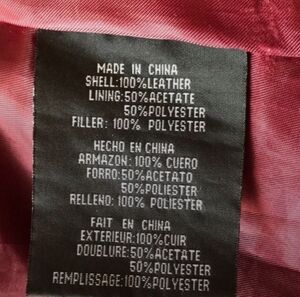 MADE IN CHINA
SHELL:100%LEATHER
LINING:50%ACETATE
50%POLYESTER
FILLER: 100% POLYESTER
HECHO EN CHINA
ARMAZON:100% CUERO
FORRO:50%ACETATO
50%POLIESTER
RELLENO: 100% POLIESTER
FAIT EN CHINA
EXTERIEUR:100%CUIR
DOUBLURE:50%ACETATE
50%POLYESTER
REMPLISSAGE:100%POLYESTER